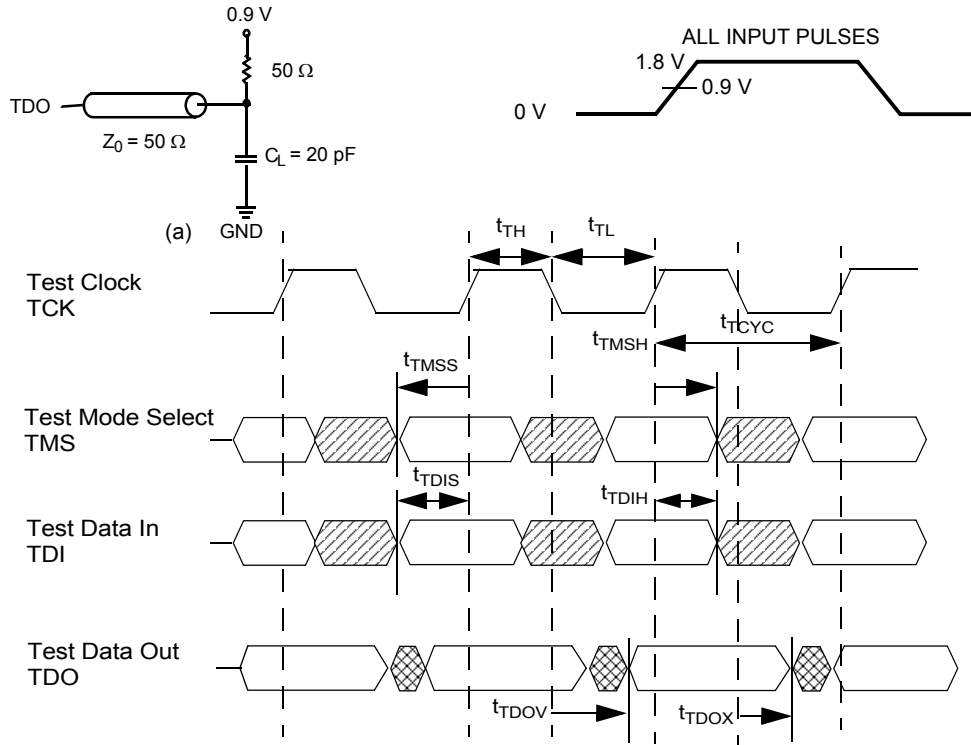 0.9 V
50 Ω
TDO
Z0 = 50 Ω
CL = 20 pF
(a)
GND
ALL INPUT PULSES
1.8 V
0.9 V
0 V
tTH
tTL
Test Clock
TCK
tTCYC
tTMSH
tTMSS
Test Mode Select
TMS
tTDIS
tTDIH
Test Data In
TDI
Test Data Out
TDO
tTDOV
tTDOX